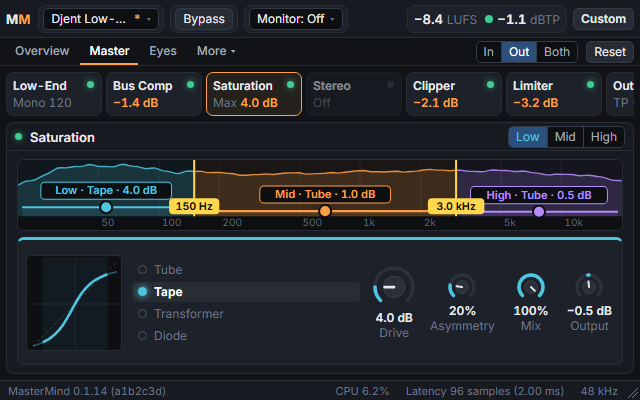 MM Djent Low-... * Bypass Monitor: Off −8.4 LUFS −1.1 dBTP Custom
Overview Master Eyes More In Out Both Reset
Low-End Bus Comp Saturation Stereo Clipper Limiter Out
Mono 120 −1.4 dB Max 4.0 dB Off −2.1 dB −3.2 dB TP
Saturation Low Mid High
Low · Tape · 4.0 dB Mid · Tube · 1.0 dB High · Tube · 0.5 dB
150 Hz 3.0 kHz
50 100 200 500 1k 2k 5k 10k
Tube
Tape
Transformer
Diode
4.0 dB 20% 100% −0.5 dB
Drive Asymmetry Mix Output
MasterMind 0.1.14 (a1b2c3d) CPU 6.2% Latency 96 samples (2.00 ms) 48 kHz